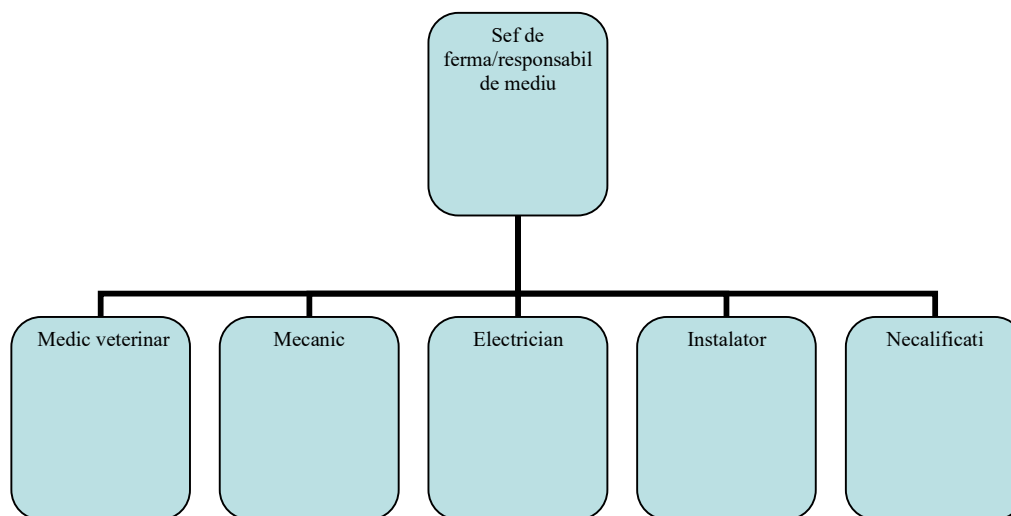 Sef de
ferma/responsabil
de mediu
Medic veterinar
Mecanic
Electrician
Instalator
Necalificati